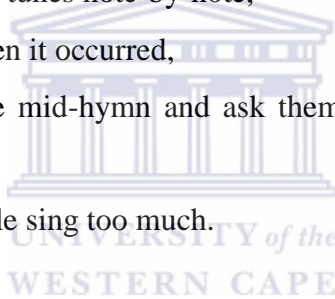 tunes note-by-note,
en it occurred,
e mid-hymn and ask them
le sing too much.
UNIVERSITY of the
WESTERN CAPE